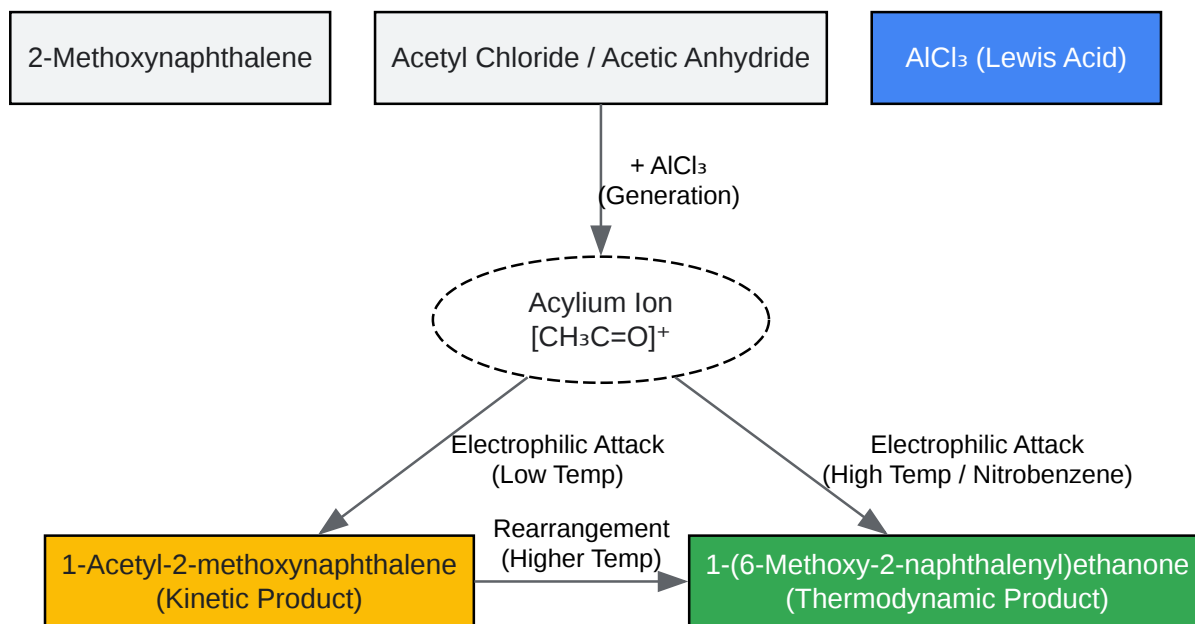 2-Methoxynaphthalene
Acetyl Chloride / Acetic Anhydride
AlCl₃ (Lewis Acid)
+ AlCl₃
(Generation)
Acylium Ion
[CH₃C=O]⁺
Electrophilic Attack
(Low Temp)
Electrophilic Attack
(High Temp / Nitrobenzene)
Rearrangement
(Higher Temp)
1-Acetyl-2-methoxynaphthalene
(Kinetic Product)
1-(6-Methoxy-2-naphthalenyl)ethanone
(Thermodynamic Product)